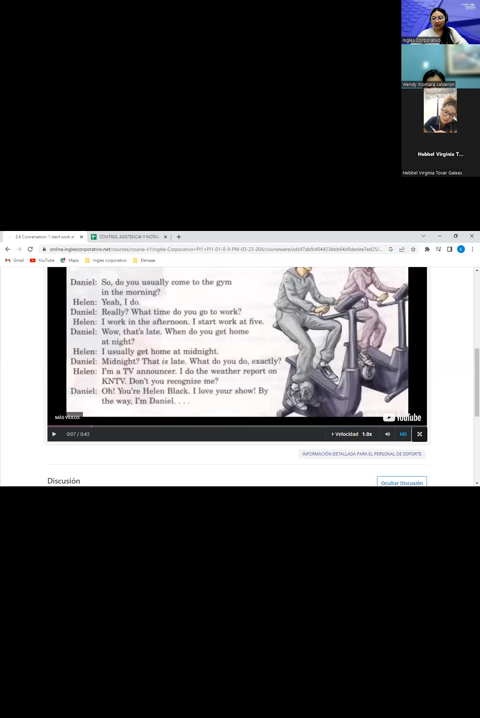 Ingles Corporativo
Wendy Xiomara Calderon
Hebbel Virginia T...
Hebbel Virginia Tovar Galeas
2.6 Conversation "I start work at
CONTROL ASISTENCIA Y NOTAS
Gmail
YouTube
Maps
Ingles corporativo
Daniel: So, do you usually come to the gym
in the morning?
Helen: Yeah, I do.
Daniel: Really? What time do you go to work?
Helen: I work in the afternoon. I start work at five.
Daniel: Wow, that's late. When do you get home
at night?
Helen: I usually get home at midnight.
Daniel: Midnight? That is late. What do you do, exactly?
Helen: I'm a TV announcer. I do the weather report on
KNTV. Don't you recognize me?
Daniel: Oh! You're Helen Black. I love your show! By
the way, I'm Daniel. . . .
MÁS VÍDEOS
YouTube
0:07 / 0:43
Velocidad 1.0x
HD
INFORMACIÓN DETALLADA PARA EL PERSONAL DE SOPORTE
Discusión
Ocultar Discusión